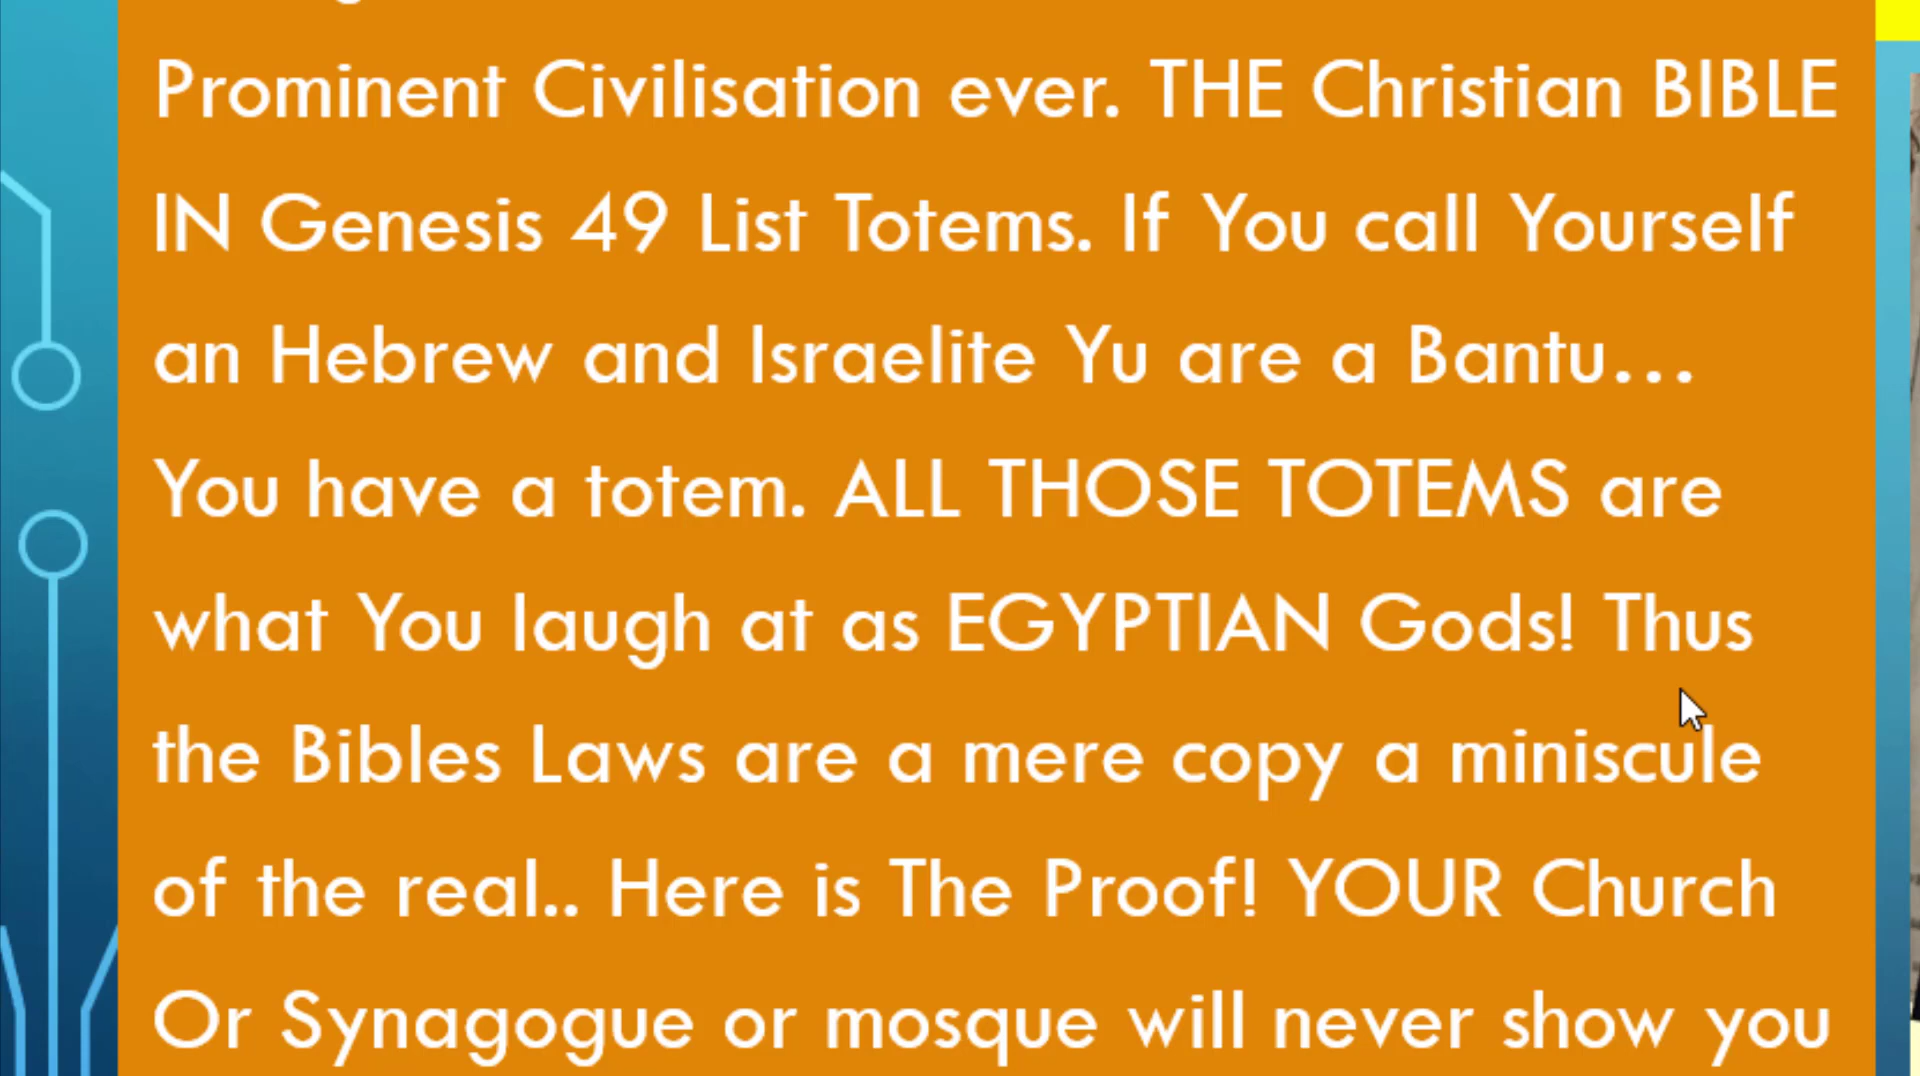 Prominent Civilisation ever. THE Christian BIBLE
IN Genesis 49 List Totems. If You call Yourself
an Hebrew and Israelite Yu are a Bantu...
You have a totem. ALL THOSE TOTEMS are
what You laugh at as EGYPTIAN Gods! Thus
the Bibles Laws are a mere copy a miniscule
of the real.. Here is The Proof! YOUR Church
Or Synagogue or mosque will never show you